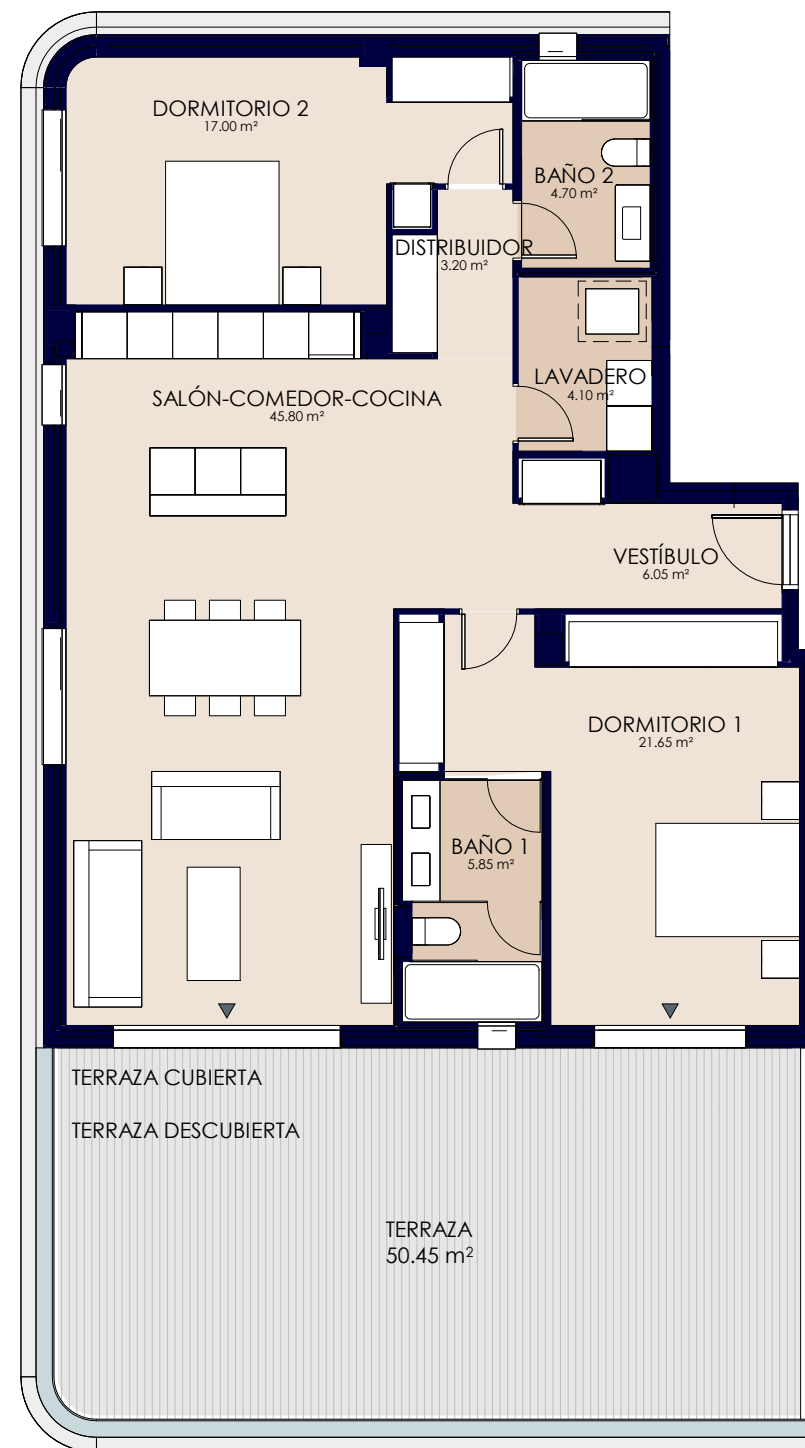 DORMITORIO 2
17.00 m²
BAÑO 2
4.70 m²
DISTRIBUIDOR
3.20 m²
LAVADERO
4.10 m²
SALÓN-COMEDOR-COCINA
45.80 m²
VESTÍBULO
6.05 m²
DORMITORIO 1
21.65 m²
BAÑO 1
5.85 m²
TERRAZA CUBIERTA
TERRAZA DESCUBIERTA
TERRAZA
50.45 m²